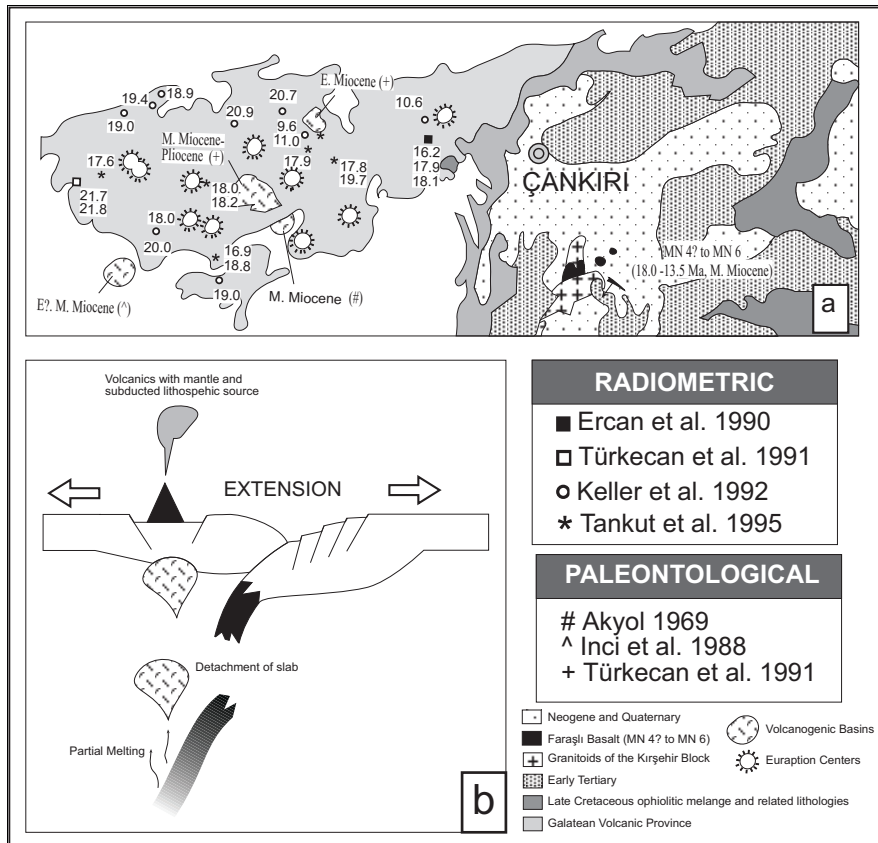 19.4
18.9
19.0
20.9
20.7
E. Miocene (+)
9.6
11.0
10.6
M. Miocene-
Pliocene (+)
17.6
17.9
17.8
19.7
16.2
17.9
18.1
ÇANKIRI
21.7
21.8
18.0
18.2
18.0
20.0
16.9
18.8
19.0
E?. M. Miocene (^)
M. Miocene (#)
MN 4? to MN 6
(18.0 -13.5 Ma, M. Miocene)
a
Volcanics with mantle and
subducted lithospehic source
EXTENSION
Detachment of slab
Partial Melting
b
RADIOMETRIC
Ercan et al. 1990
Türkecan et al. 1991
Keller et al. 1992
* Tankut et al. 1995
PALEONTOLOGICAL
# Akyol 1969
^ Inci et al. 1988
+ Türkecan et al. 1991
Neogene and Quaternary
Faraşlı Basalt (MN 4? to MN 6)
Granitoids of the Kırşehir Block
Early Tertiary
Late Cretaceous ophiolitic melange and related lithologies
Galatean Volcanic Province
Volcanogenic Basins
Euraption Centers